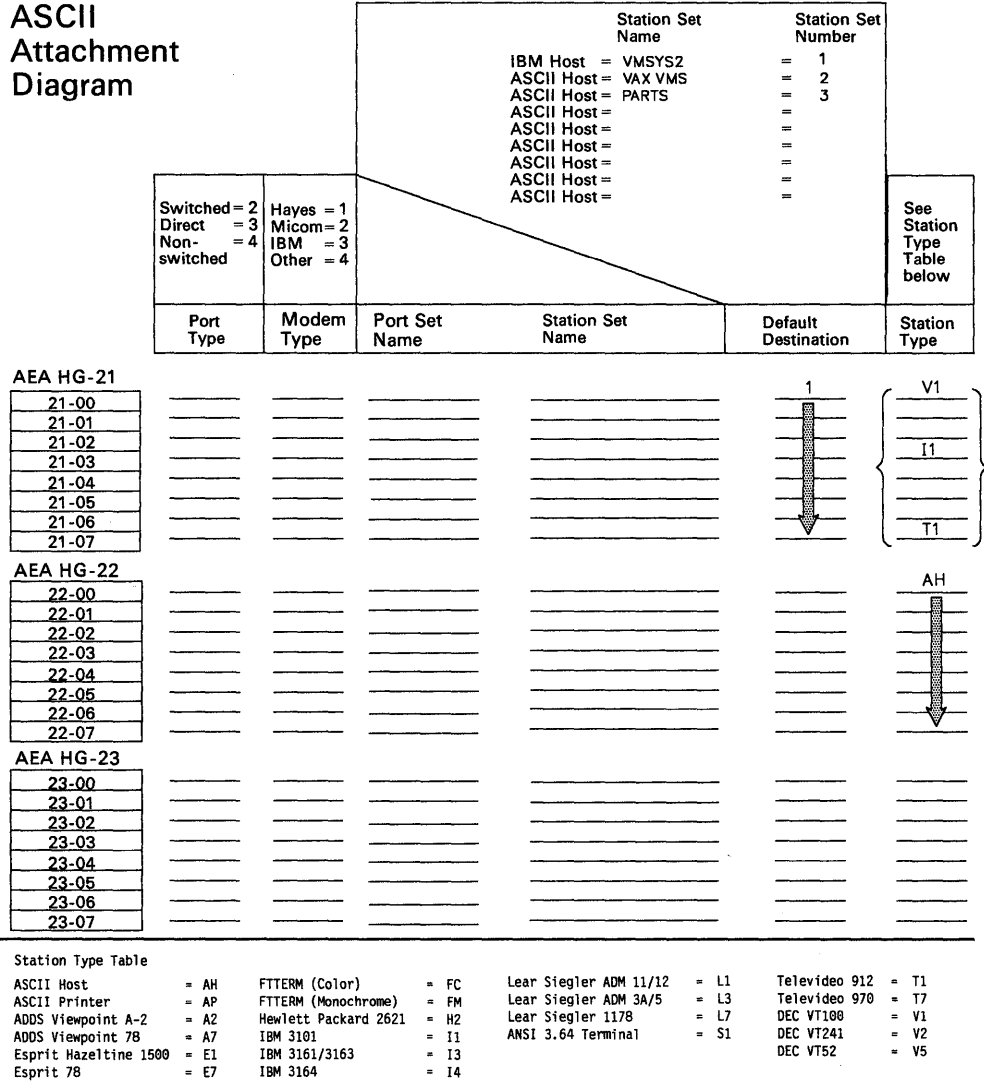 ASCII
Attachment
Diagram
Station Set Name Station Set Number
IBM Host = VMSYS2 = 1
ASCII Host = VAX VMS = 2
ASCII Host = PARTS = 3
ASCII Host = =
ASCII Host = =
ASCII Host = =
ASCII Host = =
ASCII Host = =
ASCII Host = =
Switched = 2
Direct = 3
Non- = 4
switched
Hayes = 1
Micom = 2
IBM = 3
Other = 4
See
Station
Type
Table
below
Port Type Modem Type Port Set Name Station Set Name Default Destination Station Type
AEA HG-21
21-00 1 V1
21-01
21-02
21-03 I1
21-04
21-05
21-06
21-07 T1
AEA HG-22
22-00 AH
22-01
22-02
22-03
22-04
22-05
22-06
22-07
AEA HG-23
23-00
23-01
23-02
23-03
23-04
23-05
23-06
23-07
Station Type Table
ASCII Host = AH FTTERM (Color) = FC Lear Siegler ADM 11/12 = L1 Televideo 912 = T1
ASCII Printer = AP FTTERM (Monochrome) = FM Lear Siegler ADM 3A/5 = L3 Televideo 970 = T7
ADDS Viewpoint A-2 = A2 Hewlett Packard 2621 = H2 Lear Siegler 1178 = L7 DEC VT100 = V1
ADDS Viewpoint 78 = A7 IBM 3101 = I1 ANSI 3.64 Terminal = S1 DEC VT241 = V2
Esprit Hazeltine 1500 = E1 IBM 3161/3163 = I3 DEC VT52 = V5
Esprit 78 = E7 IBM 3164 = I4